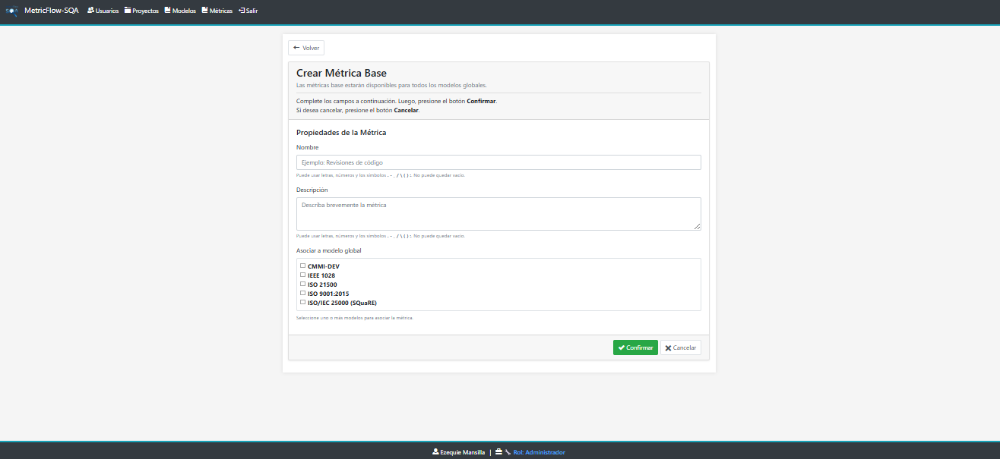 MetricFlow-SQA Usuarios Proyectos Modelos Métricas Salir
Volver
Crear Métrica Base
Las métricas base estarán disponibles para todos los modelos globales.
Complete los campos a continuación. Luego, presione el botón Confirmar.
Si desea cancelar, presione el botón Cancelar.
Propiedades de la Métrica
Nombre
Ejemplo: Revisiones de código
Puede usar letras, números y los símbolos . - _ / \ ( ) : No puede quedar vacío.
Descripción
Describa brevemente la métrica
Puede usar letras, números y los símbolos . - _ / \ ( ) : No puede quedar vacío.
Asociar a modelo global
CMMI-DEV
IEEE 1028
ISO 21500
ISO 9001:2015
ISO/IEC 25000 (SQuaRE)
Seleccione uno o más modelos para asociar la métrica.
Confirmar Cancelar
Ezequie Mansilla | Rol: Administrador